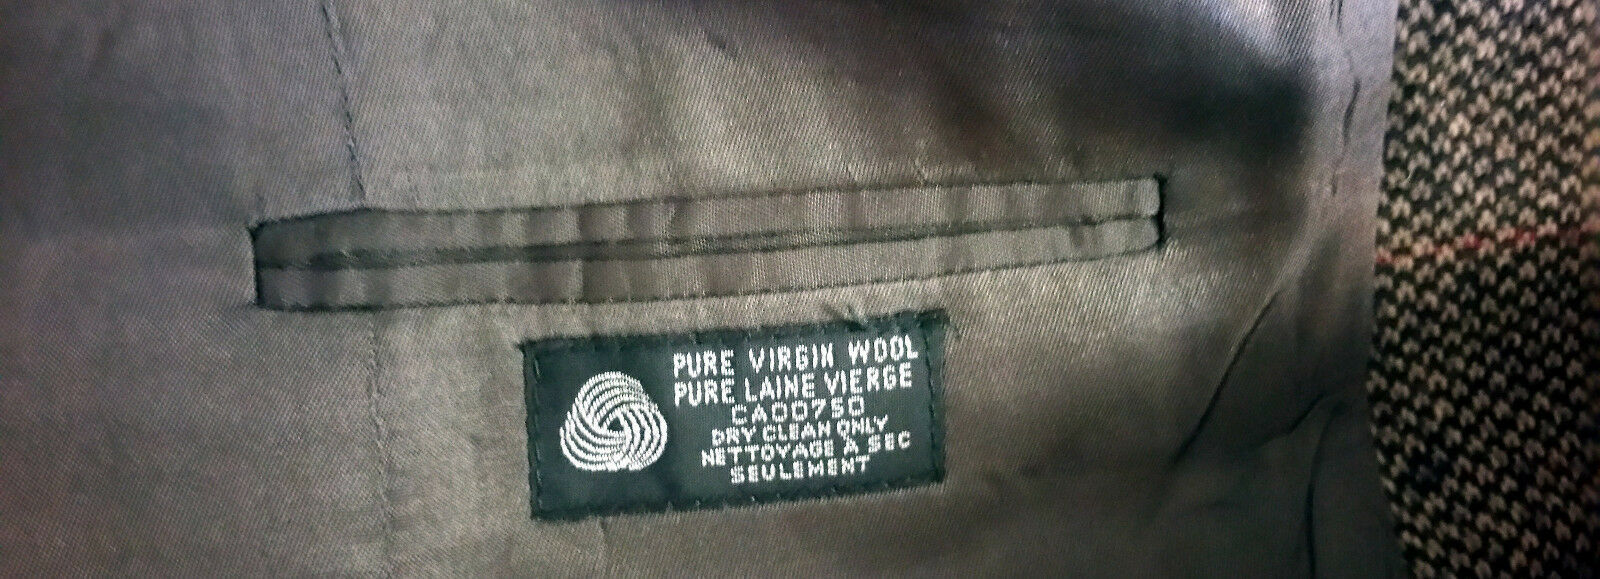 PURE VIRGIN WOOL
PURE LAINE VIERGE
CA00750
DRY CLEAN ONLY
NETTOYAGE À SEC
SEULEMENT